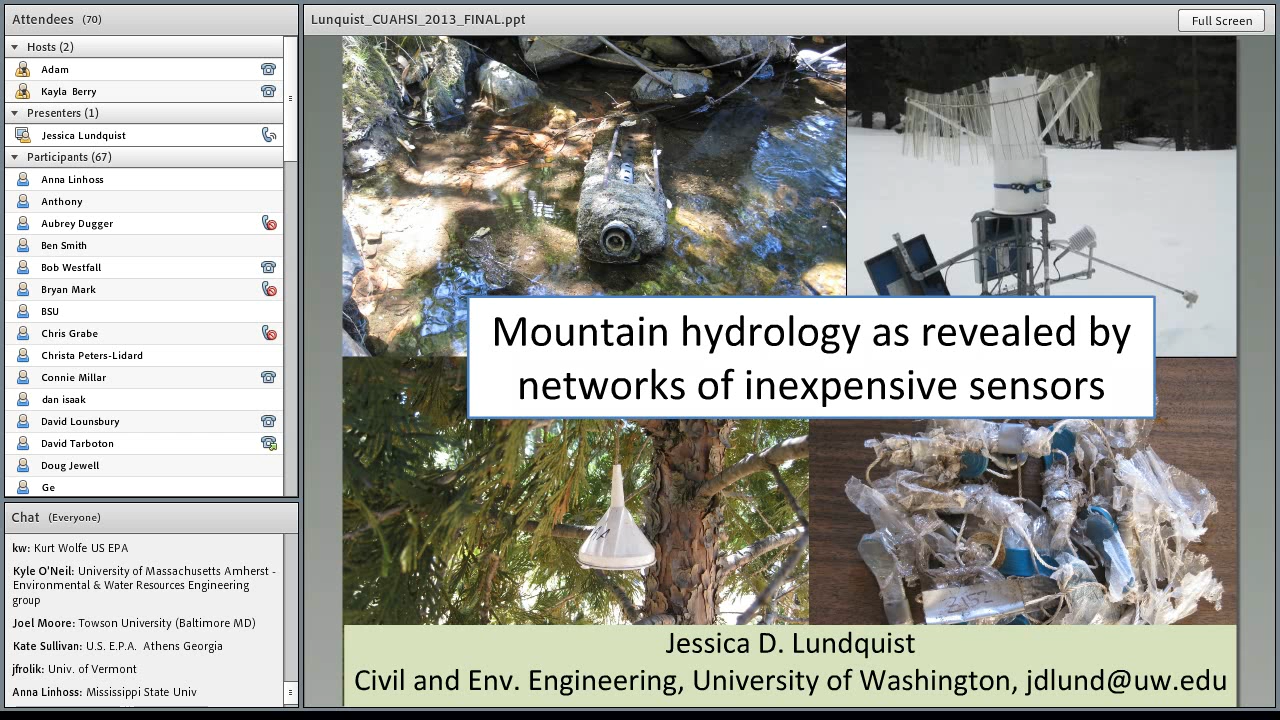 Attendees (70)
Hosts (2)
Adam
Kayla Berry
Presenters (1)
Jessica Lundquist
Participants (67)
Anna Linhoss
Anthony
Aubrey Dugger
Ben Smith
Bob Westfall
Bryan Mark
BSU
Chris Grabe
Christa Peters-Lidard
Connie Millar
dan isaak
David Lounsbury
David Tarboton
Doug Jewell
Ge
Chat (Everyone)
kw: Kurt Wolfe US EPA
Kyle O'Neil: University of Massachusetts Amherst -
Environmental & Water Resources Engineering
group
Joel Moore: Towson University (Baltimore MD)
Kate Sullivan: U.S. E.P.A. Athens Georgia
jfrolik: Univ. of Vermont
Anna Linhoss: Mississippi State Univ
Lunquist_CUAHSI_2013_FINAL.ppt
Full Screen
Mountain hydrology as revealed by
networks of inexpensive sensors
Jessica D. Lundquist
Civil and Env. Engineering, University of Washington, jdlund@uw.edu